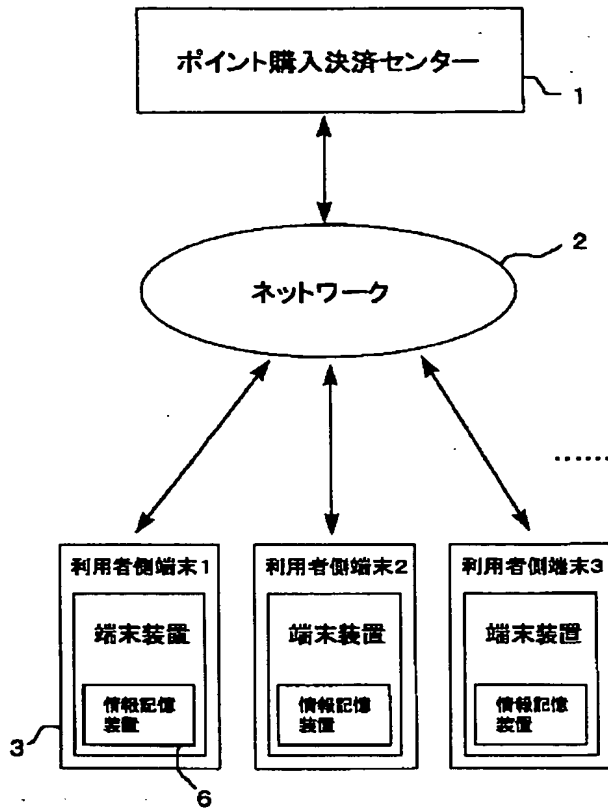 ポイント購入決済センター
1
2
ネットワーク
……
利用者側端末1
利用者側端末2
利用者側端末3
端末装置
端末装置
端末装置
情報記憶
装置
情報記憶
装置
情報記憶
装置
3
6